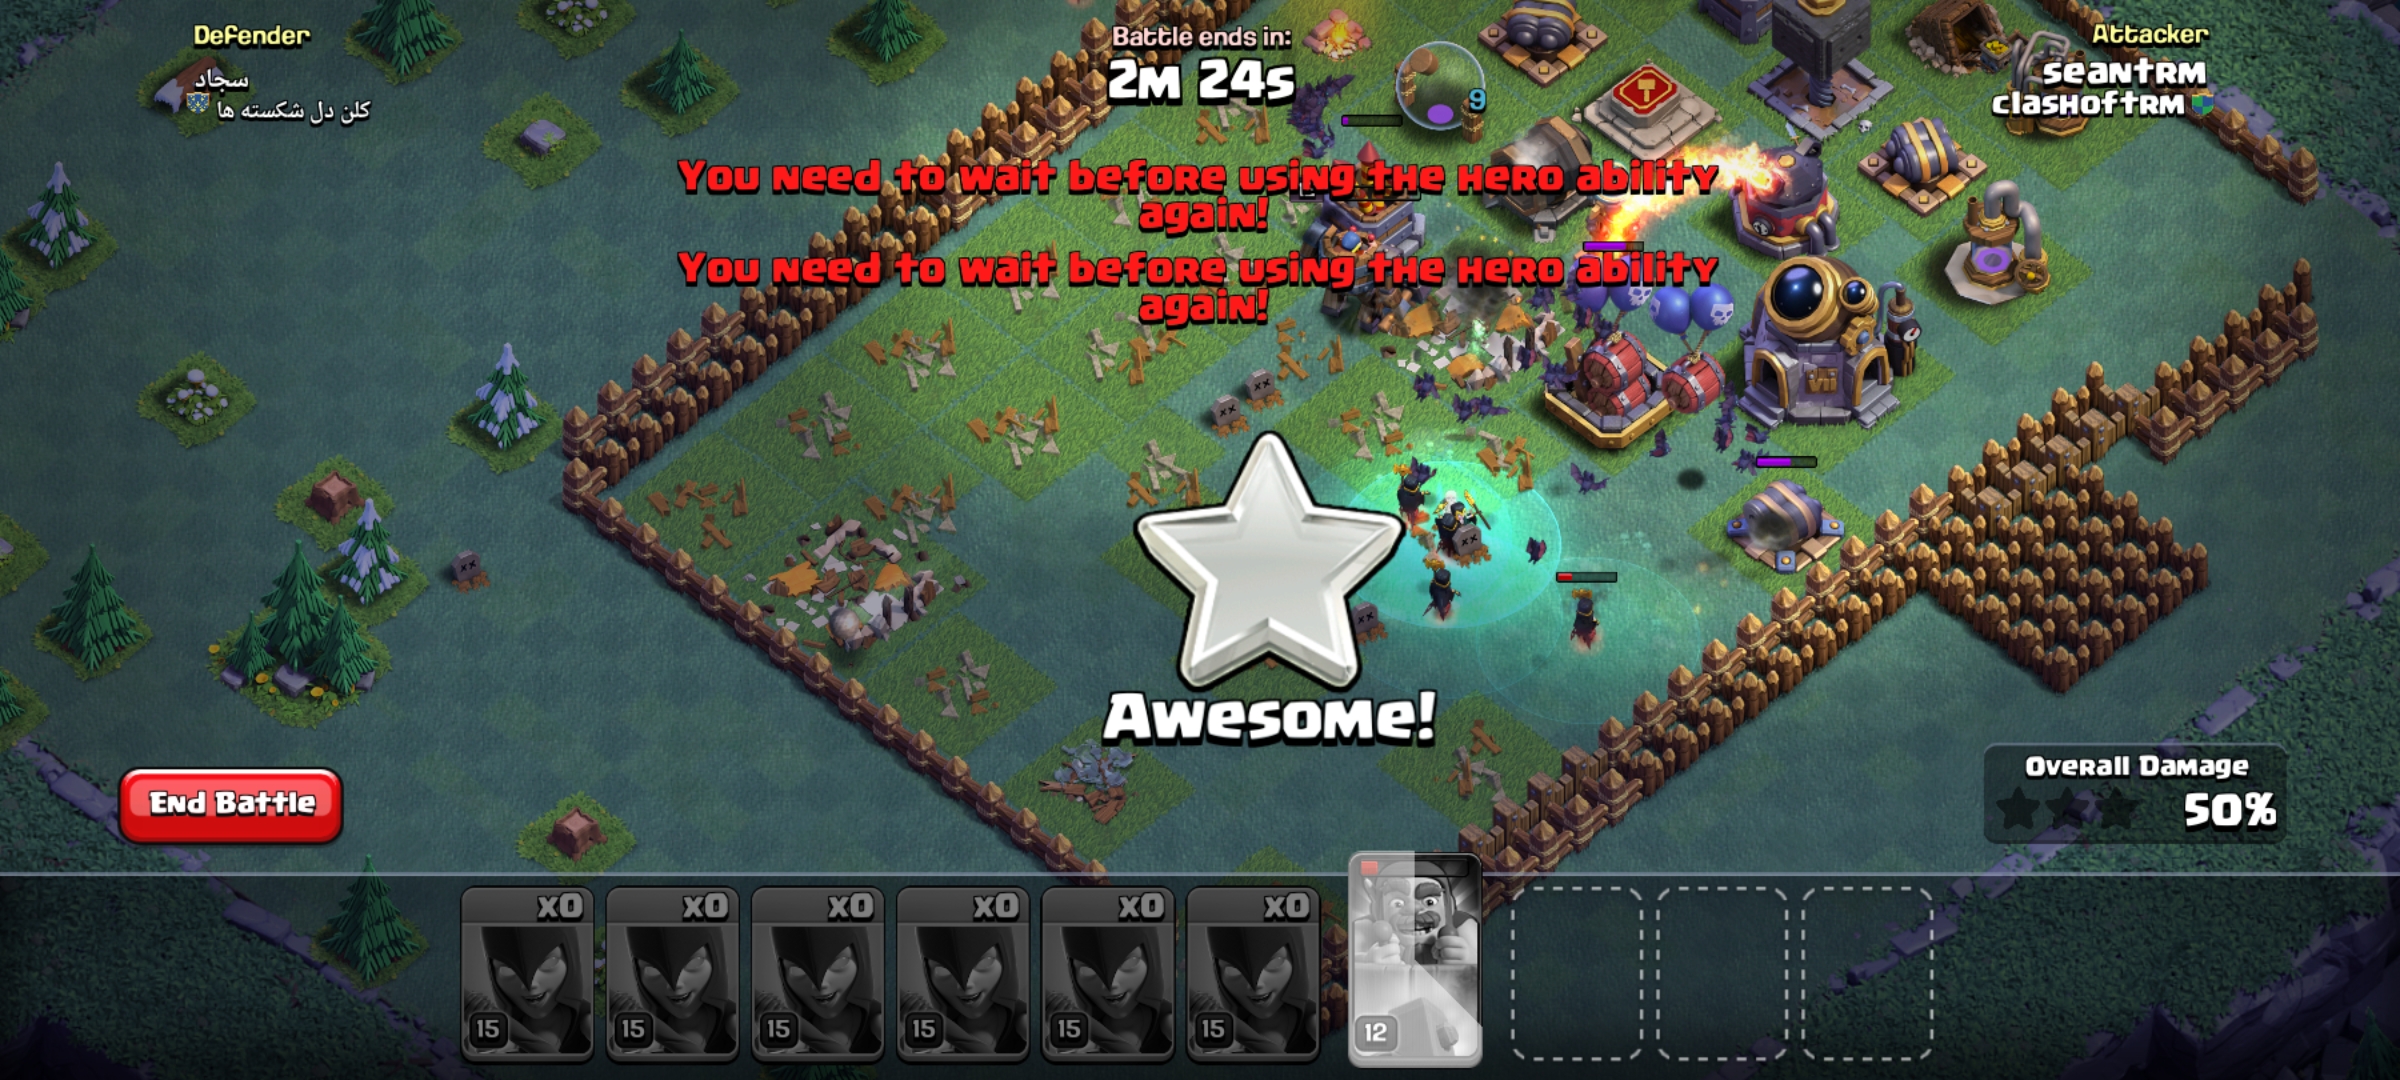 Defender
سجاد
کلن دل شکسته ها
Battle ends in:
2M 24s
Attacker
seantRM
clashoftRM
9
You need to wait before using the hero ability
again!
You need to wait before using the hero ability
again!
VII
Awesome!
End Battle
Overall Damage
50%
x0 x0 x0 x0 x0 x0
15 15 15 15 15 15 12